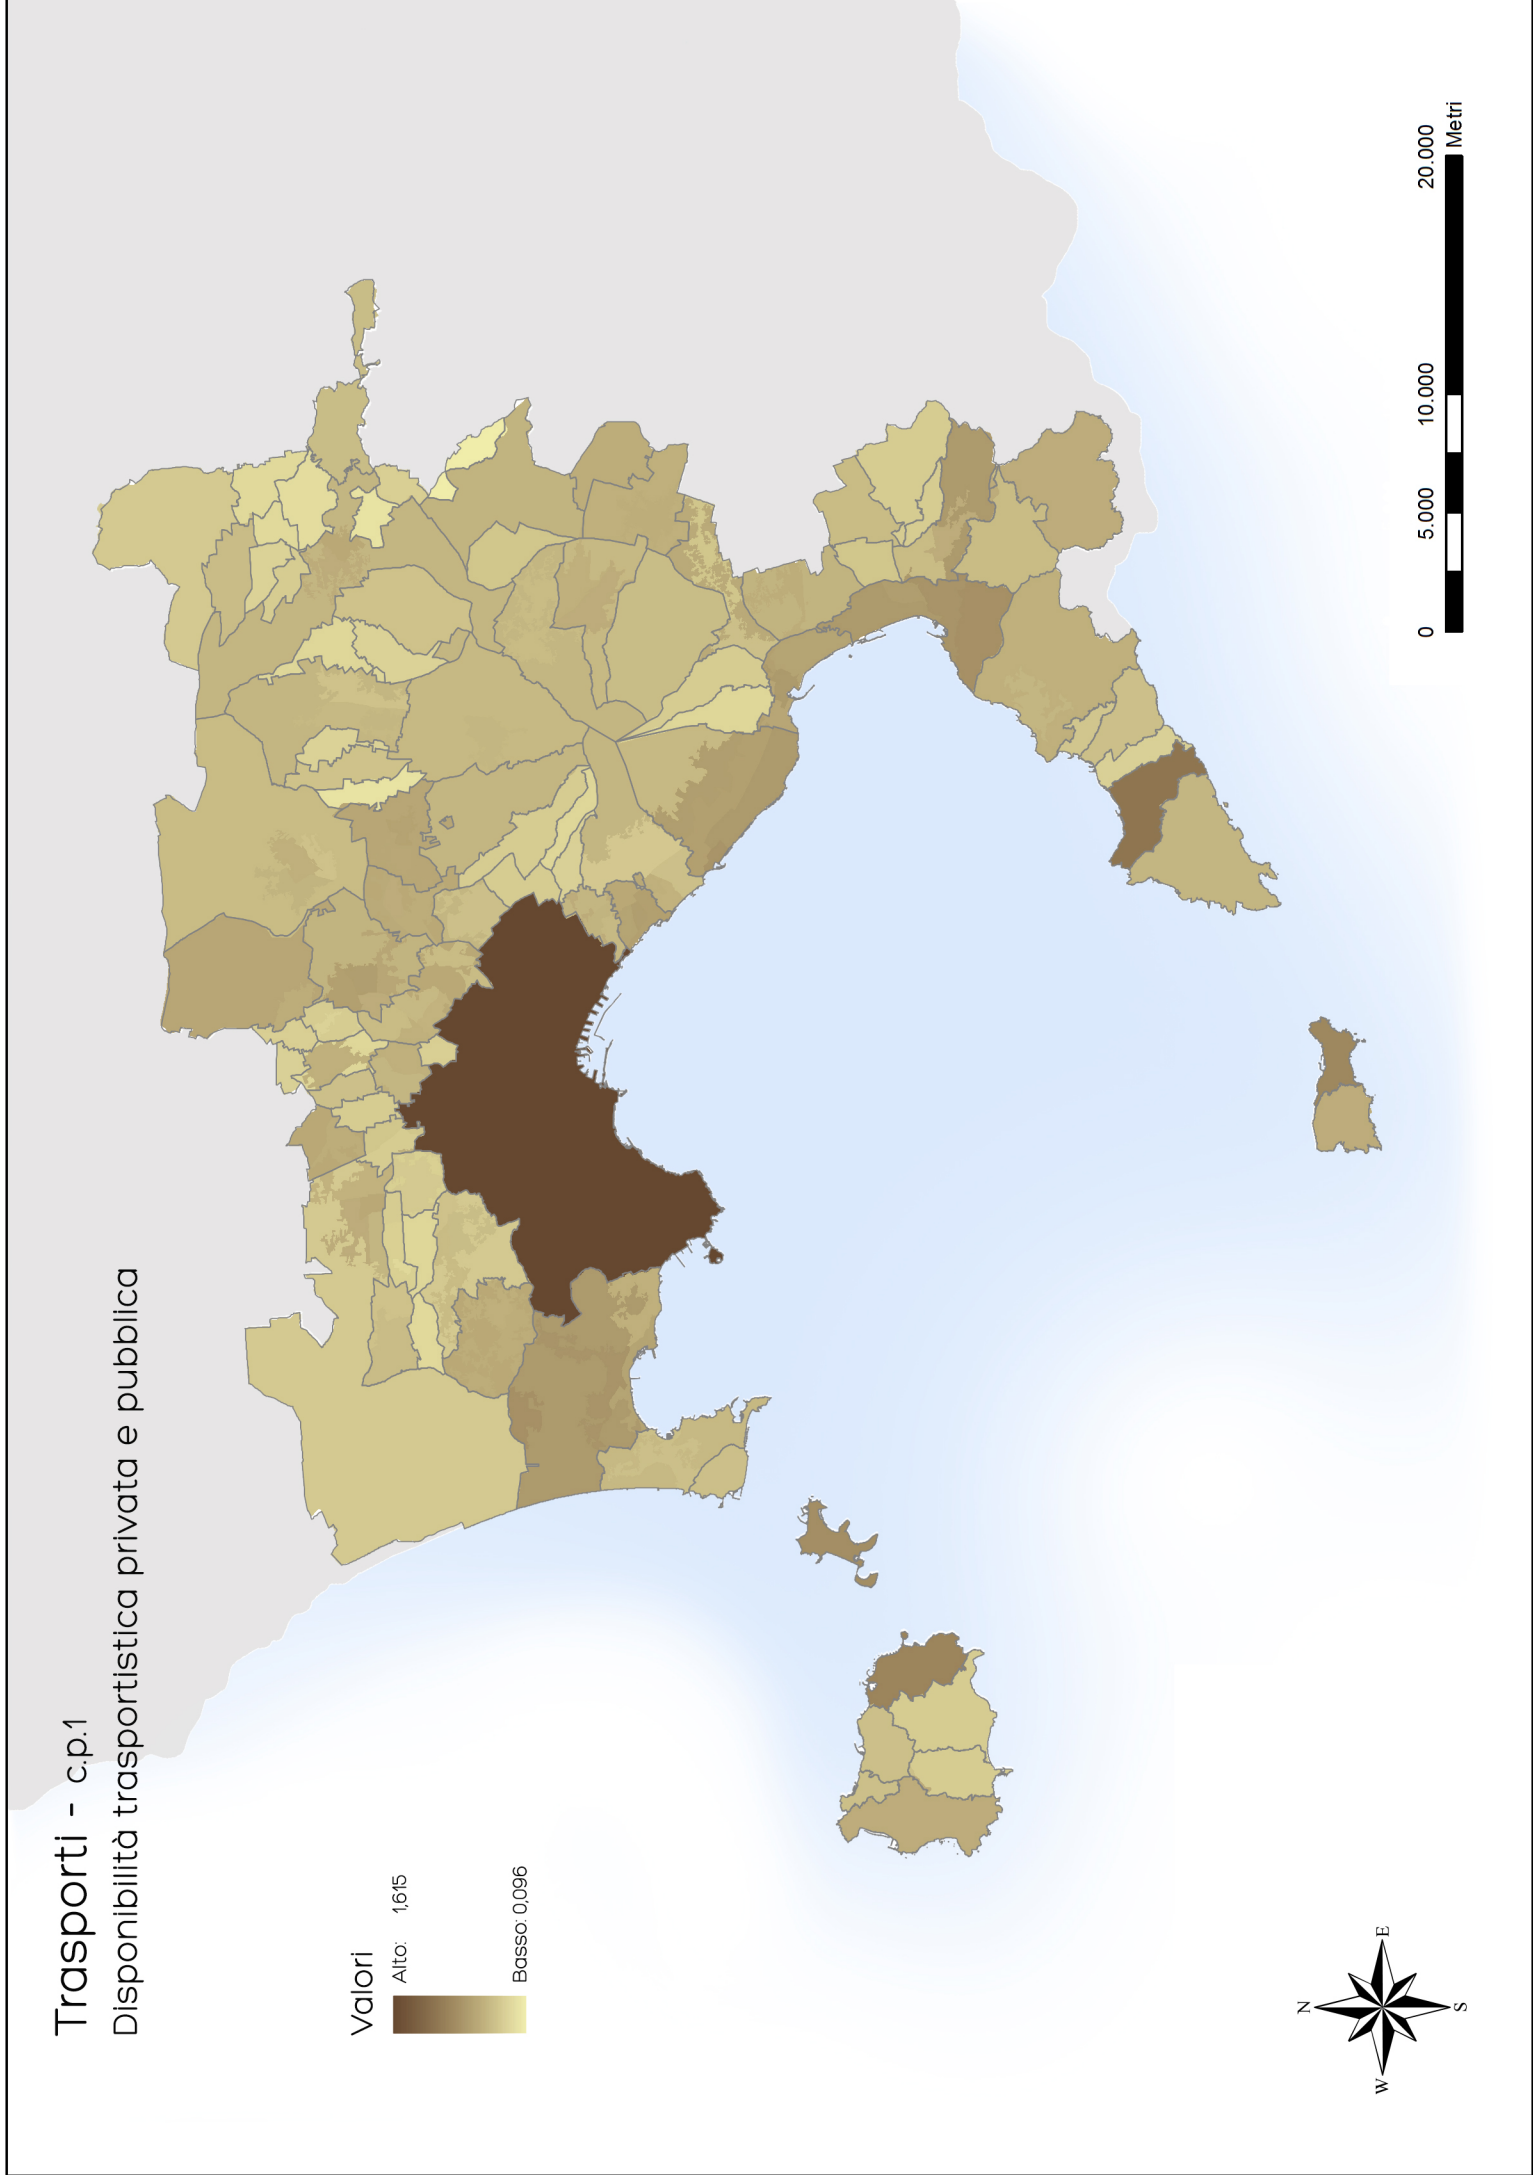 Trasporti - c.p.1
Disponibilità trasportistica privata e pubblica
Valori
Alto: 1,615
Basso: 0,096
N
W
E
S
0 5.000 10.000 20.000
Metri